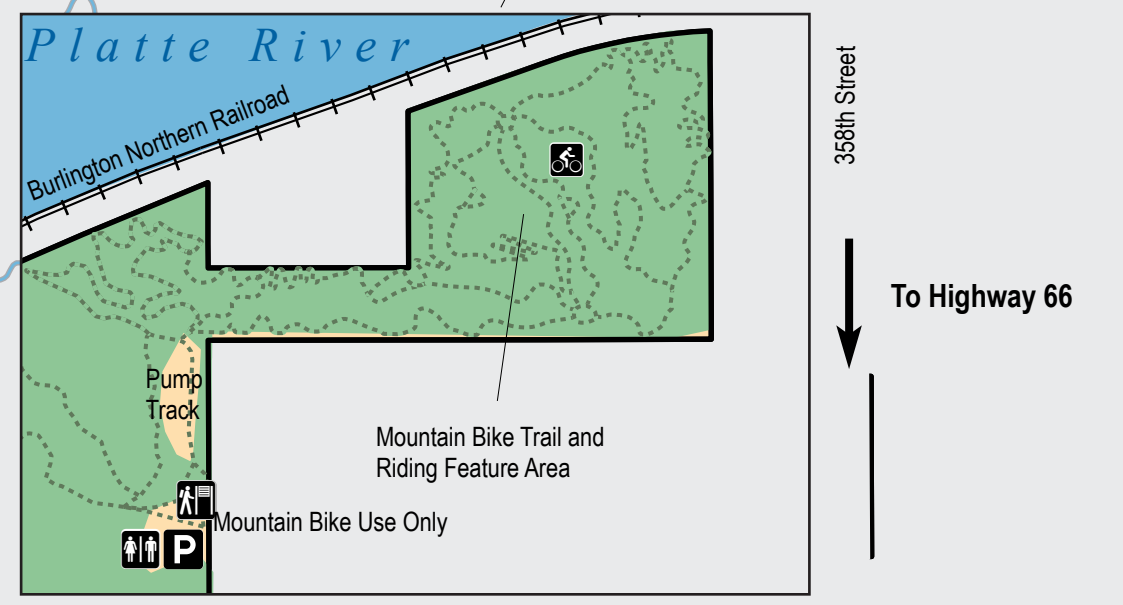 Platte River
Burlington Northern Railroad
358th Street
To Highway 66
Pump
Track
Mountain Bike Trail and
Riding Feature Area
Mountain Bike Use Only
P